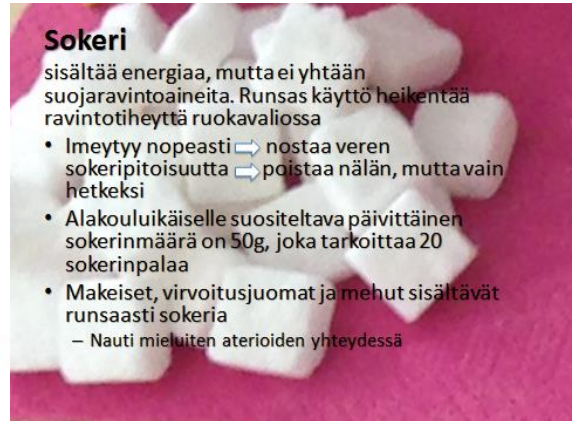 Sokeri
sisältää energiaa, mutta ei yhtään
suojaravintoaineita. Runsas käyttö heikentää
ravintotiheyttä ruokavaliossa
• Imeytyy nopeasti ⇨ nostaa veren
sokeripitoisuutta ⇨ poistaa nälän, mutta vain
hetkeksi
• Alakouluikäiselle suositeltava päivittäinen
sokerinmäärä on 50g, joka tarkoittaa 20
sokerinpalaa
• Makeiset, virvoitusjuomat ja mehut sisältävät
runsaasti sokeria
– Nauti mieluiten aterioiden yhteydessä